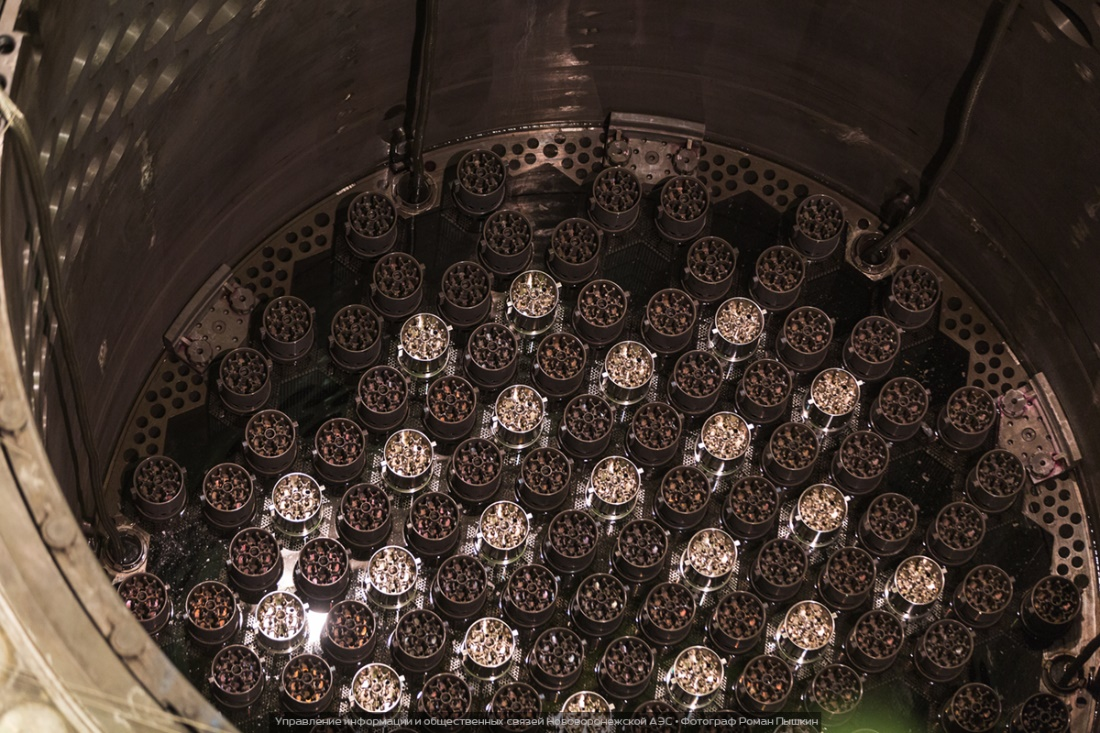 Управление информации и общественных связей Нововоронежской АЭС • Фотограф Роман Пышкин